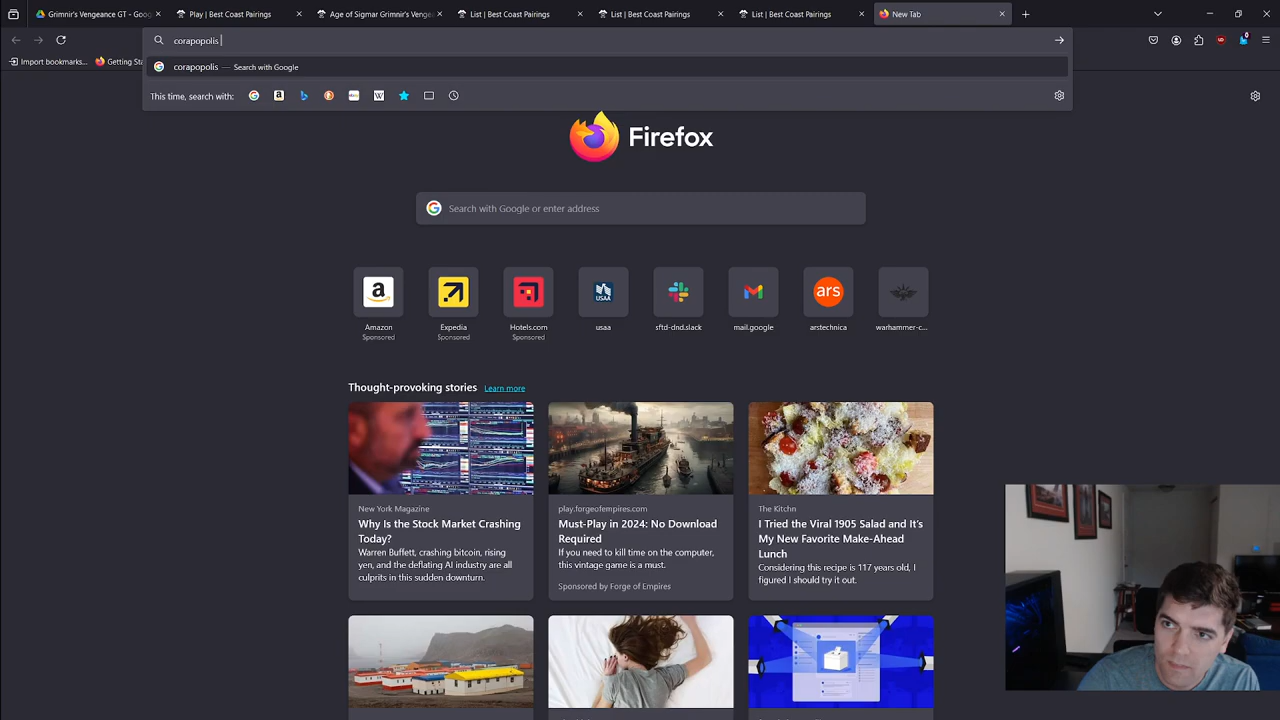 Grimnir's Vengeance GT - Goog
Play | Best Coast Pairings
Age of Sigmar Grimnir's Venge
List | Best Coast Pairings
List | Best Coast Pairings
List | Best Coast Pairings
New Tab
corapopolis
Import bookmarks...
Getting Sta
corapopolis — Search with Google
This time, search with:
Firefox
Search with Google or enter address
Amazon
Sponsored
Expedia
Sponsored
Hotels.com
Sponsored
USAA
usaa
sftd-dnd.slack
mail.google
ars
arstechnica
warhammer-c...
Thought-provoking stories
Learn more
New York Magazine
Why Is the Stock Market Crashing
Today?
Warren Buffett, crashing bitcoin, rising
yen, and the deflating AI industry are all
culprits in this sudden downturn.
play.forgeofempires.com
Must-Play in 2024: No Download
Required
If you need to kill time on the computer,
this vintage game is a must.
Sponsored by Forge of Empires
The Kitchn
I Tried the Viral 1905 Salad and It's
My New Favorite Make-Ahead
Lunch
Considering this recipe is 117 years old, I
figured I should try it out.